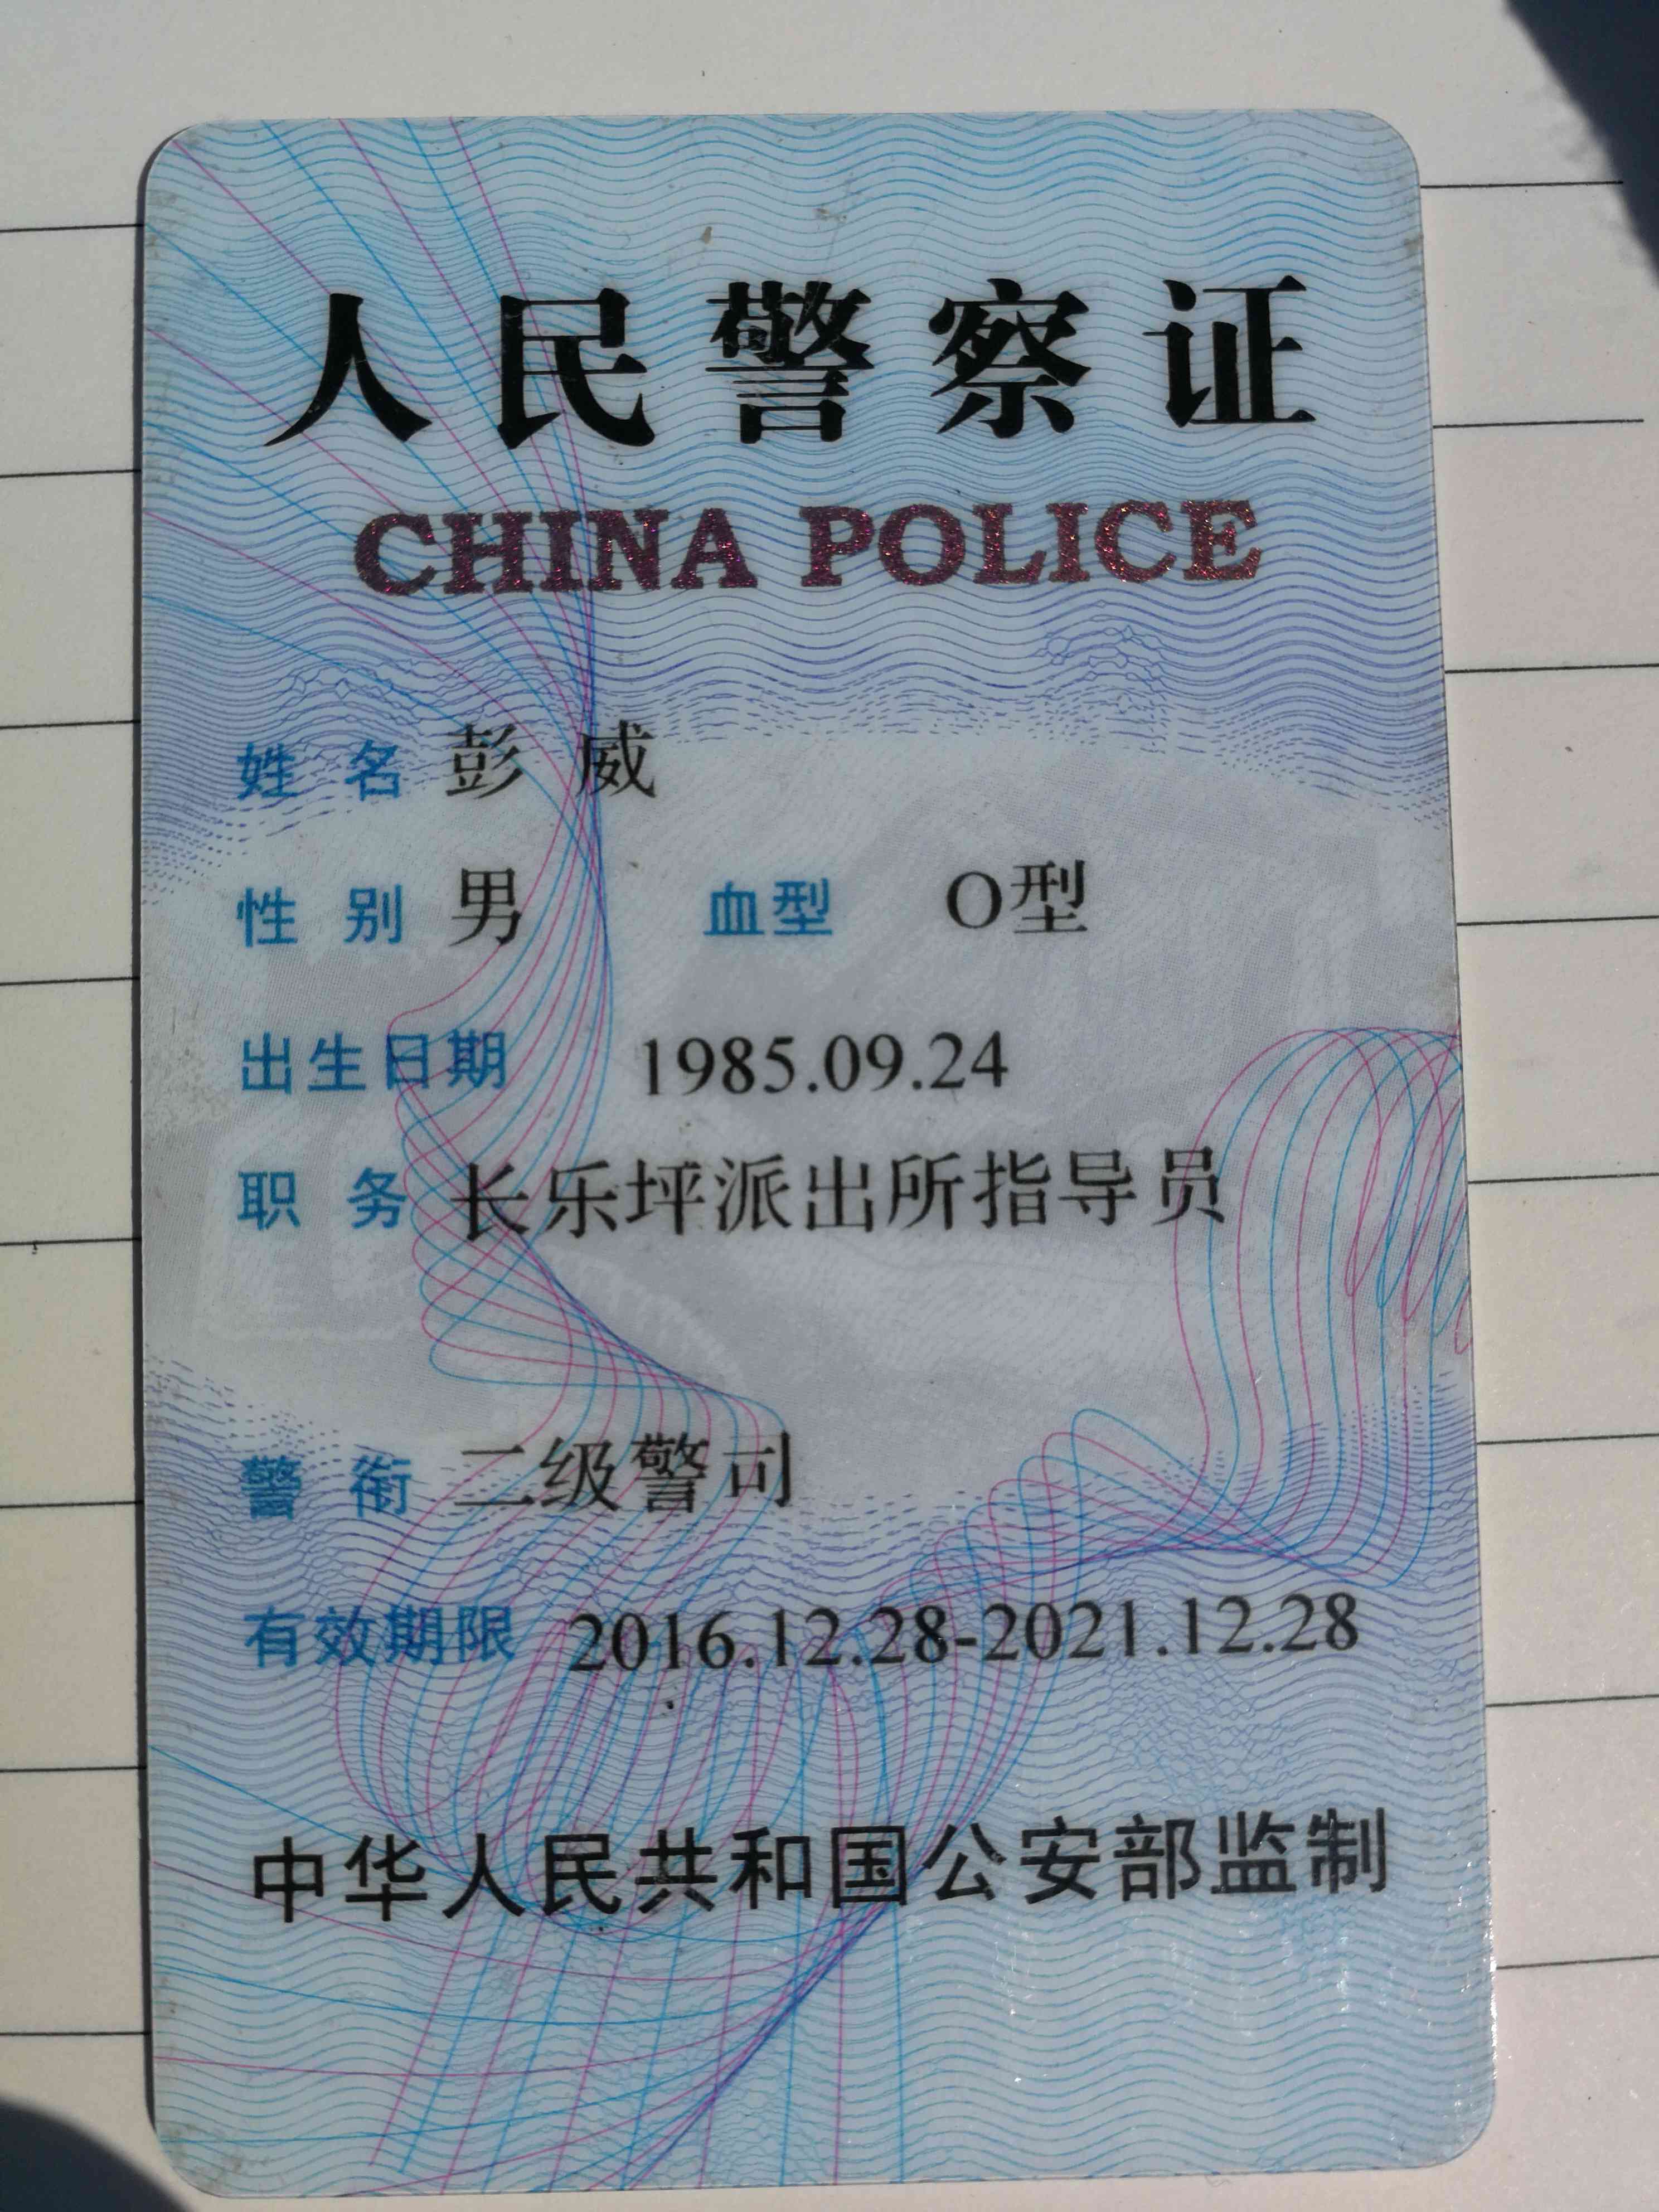 人民警察证
CHINA POLICE
姓名 彭威
性别 男 血型 O型
出生日期 1985.09.24
职务 长乐坪派出所指导员
警衔 二级警司
有效期限 2016.12.28-2021.12.28
中华人民共和国公安部监制